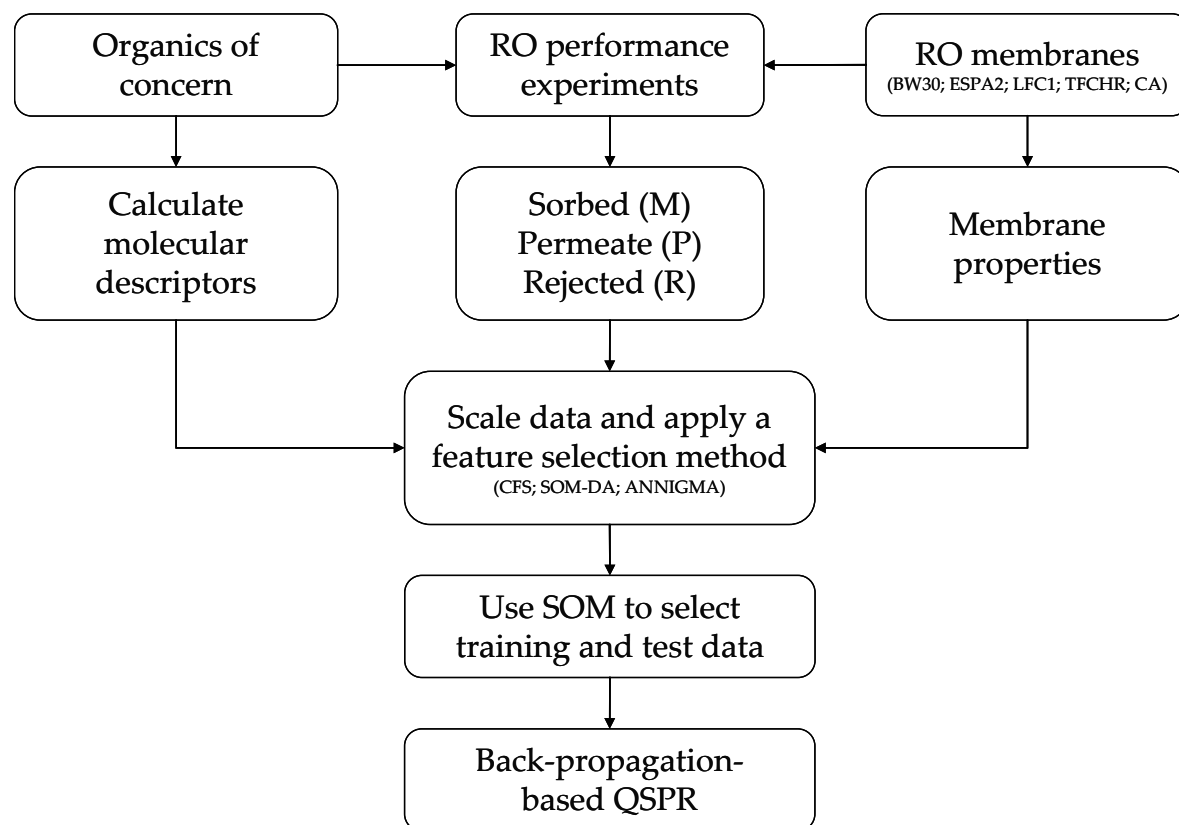 Organics of
concern
RO performance
experiments
RO membranes
(BW30; ESPA2; LFC1; TFCHR; CA)
Calculate
molecular
descriptors
Sorbed (M)
Permeate (P)
Rejected (R)
Membrane
properties
Scale data and apply a
feature selection method
(CFS; SOM-DA; ANNIGMA)
Use SOM to select
training and test data
Back-propagation-
based QSPR